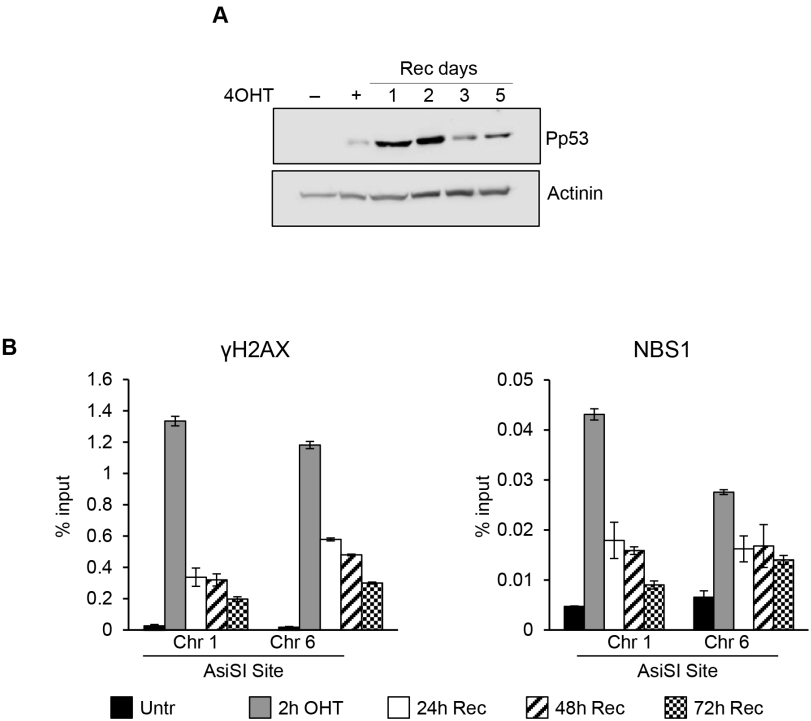 A
Rec days
4OHT – + 1 2 3 5
Pp53
Actinin
B
γH2AX
1.6
1.4
1.2
1
0.8
0.6
0.4
0.2
0
% input
Chr 1 Chr 6
AsiSI Site
NBS1
0.05
0.04
0.03
0.02
0.01
0
% input
Chr 1 Chr 6
AsiSI Site
Untr 2h OHT 24h Rec 48h Rec 72h Rec